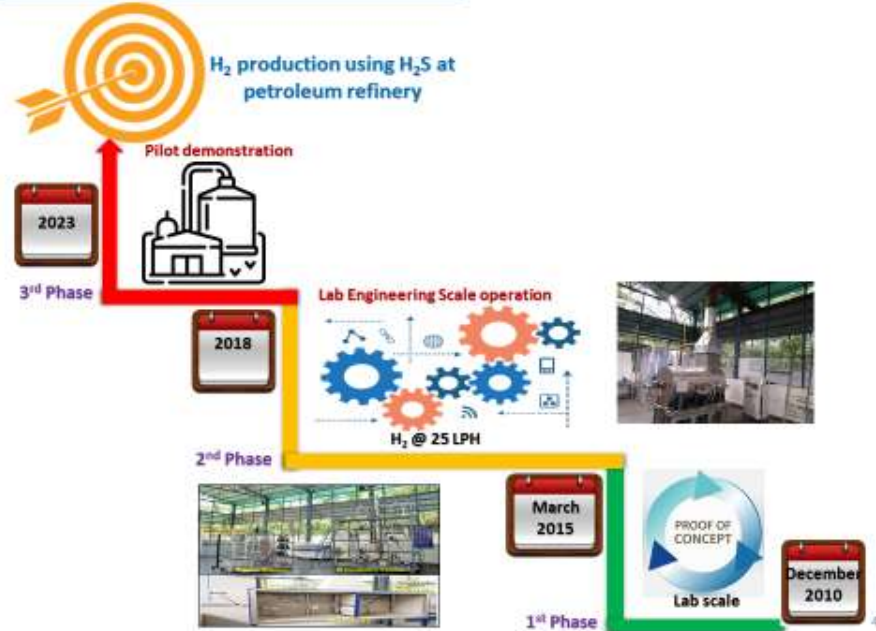 H₂ production using H₂S at
petroleum refinery
Pilot demonstration
2023
3rd Phase
Lab Engineering Scale operation
2018
H₂ @ 25 LPH
2nd Phase
March
2015
PROOF OF
CONCEPT
December
2010
Lab scale
1st Phase
4